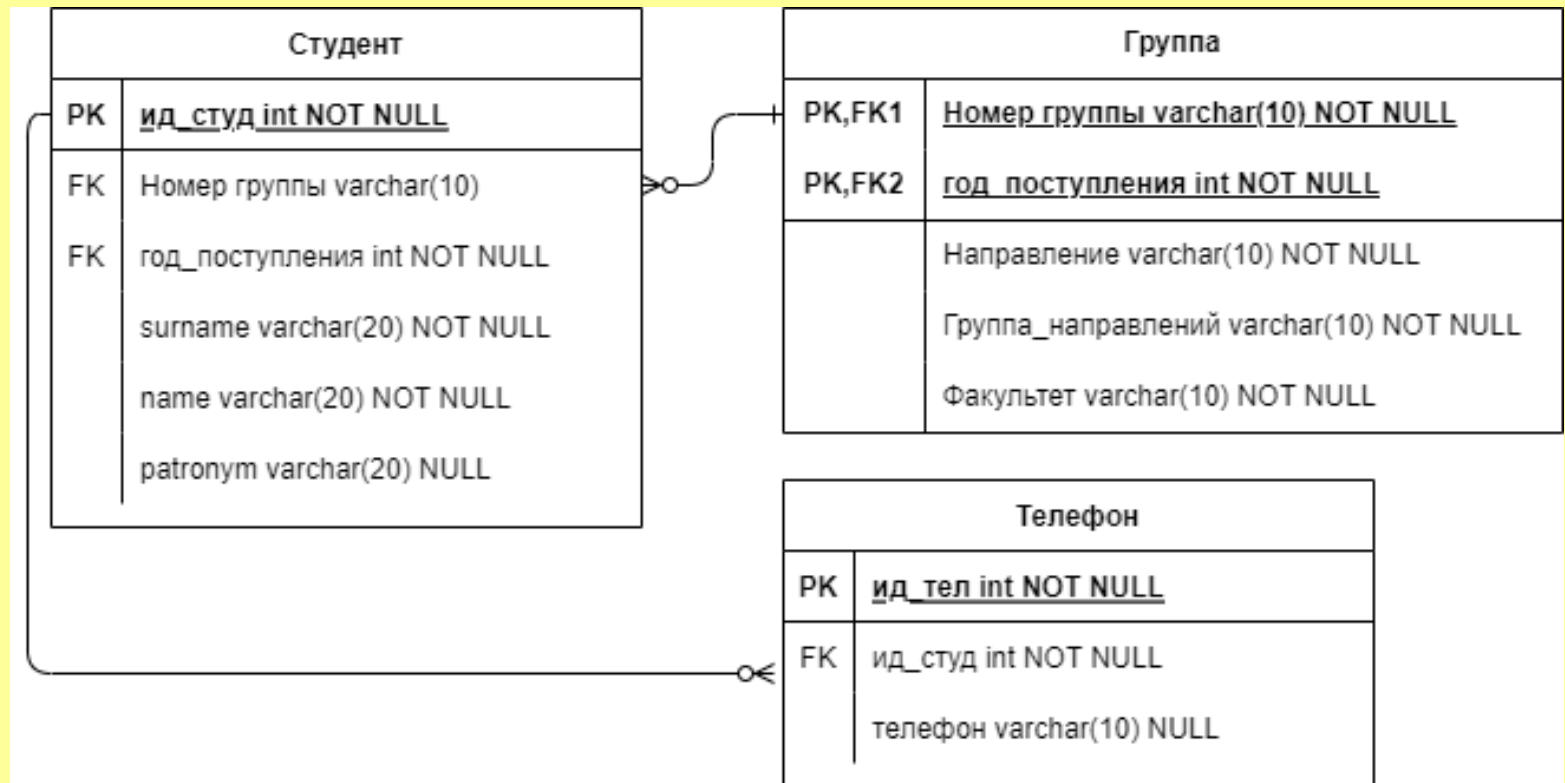 Студент
PK ид_студ int NOT NULL
FK Номер группы varchar(10)
FK год_поступления int NOT NULL
surname varchar(20) NOT NULL
name varchar(20) NOT NULL
patronym varchar(20) NULL
Группа
PK,FK1 Номер группы varchar(10) NOT NULL
PK,FK2 год_поступления int NOT NULL
Направление varchar(10) NOT NULL
Группа_направлений varchar(10) NOT NULL
Факультет varchar(10) NOT NULL
Телефон
PK ид_тел int NOT NULL
FK ид_студ int NOT NULL
телефон varchar(10) NULL